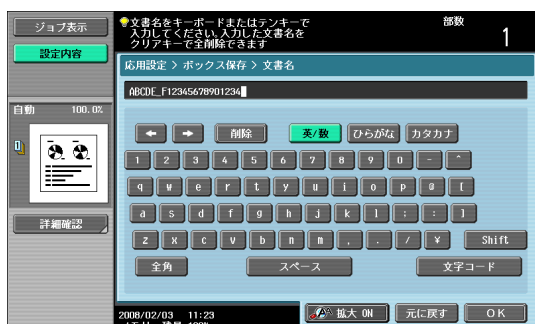 ジョブ表示
設定内容
文書名をキーボードまたはテンキーで
入力してください。入力した文書名を
クリアキーで全削除できます
部数
1
応用設定 > ボックス保存 > 文書名
ABCDE_F12345678901234
自動 100.0%
← → 削除 英/数 ひらがな カタカナ
1 2 3 4 5 6 7 8 9 0 - ^
q w e r t y u i o p @ [
a s d f g h j k l ; : ]
z x c v b n m , . / ¥ Shift
全角 スペース 文字コード
詳細確認
2008/02/03 11:23
拡大 ON 元に戻す OK